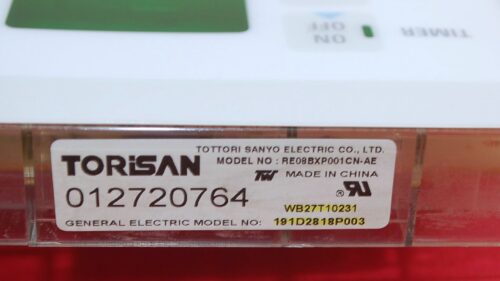 TIMER
ON
OFF
TOTTORI SANYO ELECTRIC CO., LTD.
TORiSAN
MODEL NO : RE08BXP001CN-AE
MADE IN CHINA
012720764
WB27T10231
GENERAL ELECTRIC MODEL NO: 191D2818P003